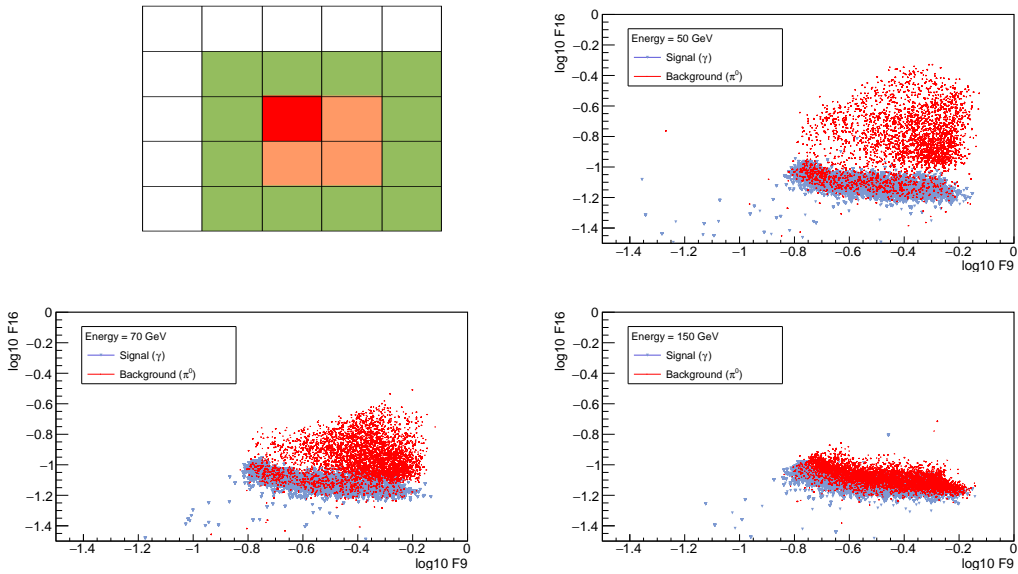 log10 F16
0
−0.2
−0.4
−0.6
−0.8
−1
−1.2
−1.4
Energy = 50 GeV
Signal (γ)
Background (π⁰)
−1.4 −1.2 −1 −0.8 −0.6 −0.4 −0.2 0
log10 F9
log10 F16
0
−0.2
−0.4
−0.6
−0.8
−1
−1.2
−1.4
Energy = 70 GeV
Signal (γ)
Background (π⁰)
−1.4 −1.2 −1 −0.8 −0.6 −0.4 −0.2 0
log10 F9
log10 F16
0
−0.2
−0.4
−0.6
−0.8
−1
−1.2
−1.4
Energy = 150 GeV
Signal (γ)
Background (π⁰)
−1.4 −1.2 −1 −0.8 −0.6 −0.4 −0.2 0
log10 F9